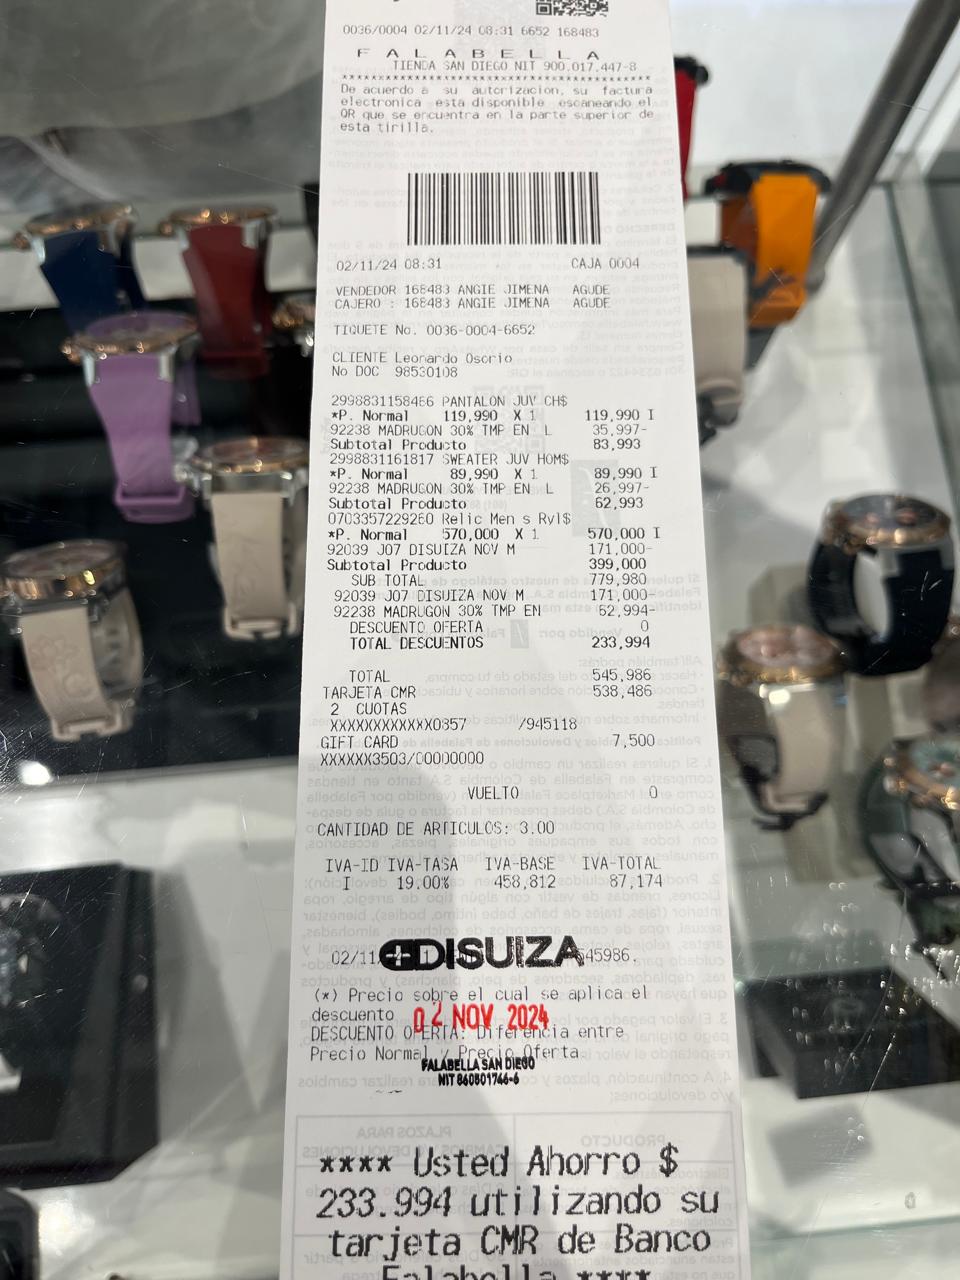 0036/0004 02/11/24 08:31 6652 168483
F A L A B E L L A
TIENDA SAN DIEGO NIT 900.017.447-8
****************************************
De acuerdo a su autorizacion, su factura
electronica esta disponible escaneando el
QR que se encuentra en la parte superior de
esta tirilla.
02/11/24 08:31 CAJA 0004
VENDEDOR 168483 ANGIE JIMENA AGUDE
CAJERO : 168483 ANGIE JIMENA AGUDE
TIQUETE No. 0036-0004-6652
CLIENTE Leonardo Osorio
No DOC 98530108
2998831158466 PANTALON JUV CH$
*P. Normal 119,990 X 1 119,990 I
92238 MADRUGON 30% TMP EN L 35,997-
Subtotal Producto 83,993
2998831161817 SWEATER JUV HOM$
*P. Normal 89,990 X 1 89,990 I
92238 MADRUGON 30% TMP EN L 26,997-
Subtotal Producto 62,993
0703357229260 Relic Men s Ryl$
*P. Normal 570,000 X 1 570,000 I
92039 J07 DISUIZA NOV M 171,000-
Subtotal Producto 399,000
SUB TOTAL 779,980
92039 J07 DISUIZA NOV M 171,000-
92238 MADRUGON 30% TMP EN 62,994-
DESCUENTO OFERTA 0
TOTAL DESCUENTOS 233,994
TOTAL 545,986
TARJETA CMR 538,486
2 CUOTAS
XXXXXXXXXXXX0857 /945118
GIFT CARD 7,500
XXXXXX3503/00000000
VUELTO 0
CANTIDAD DE ARTICULOS: 3.00
IVA-ID IVA-TASA IVA-BASE IVA-TOTAL
I 19.00% 458,812 87,174
02/11 DISUIZA 45986.
(*) Precio sobre el cual se aplica el
descuento 02 NOV 2024
DESCUENTO OFERTA: Diferencia entre
Precio Normal y Precio Oferta
FALABELLA SAN DIEGO
NIT 860501746-6
**** Usted Ahorro $
233.994 utilizando su
tarjeta CMR de Banco
Falabella ****